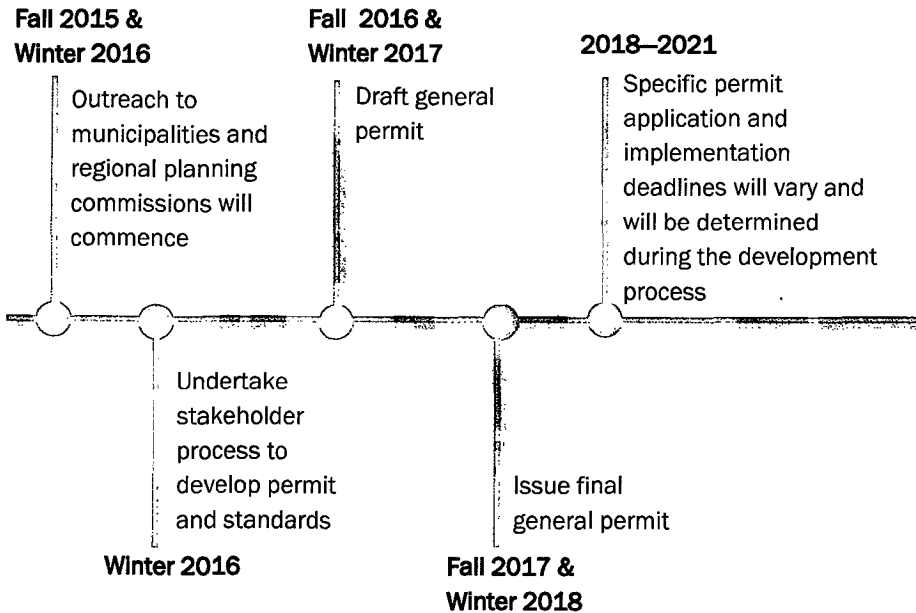 Fall 2015 &
Winter 2016
Outreach to
municipalities and
regional planning
commissions will
commence
Undertake
stakeholder
process to
develop permit
and standards
Winter 2016
Fall 2016 &
Winter 2017
Draft general
permit
Issue final
general permit
Fall 2017 &
Winter 2018
2018—2021
Specific permit
application and
implementation
deadlines will vary and
will be determined
during the development
process